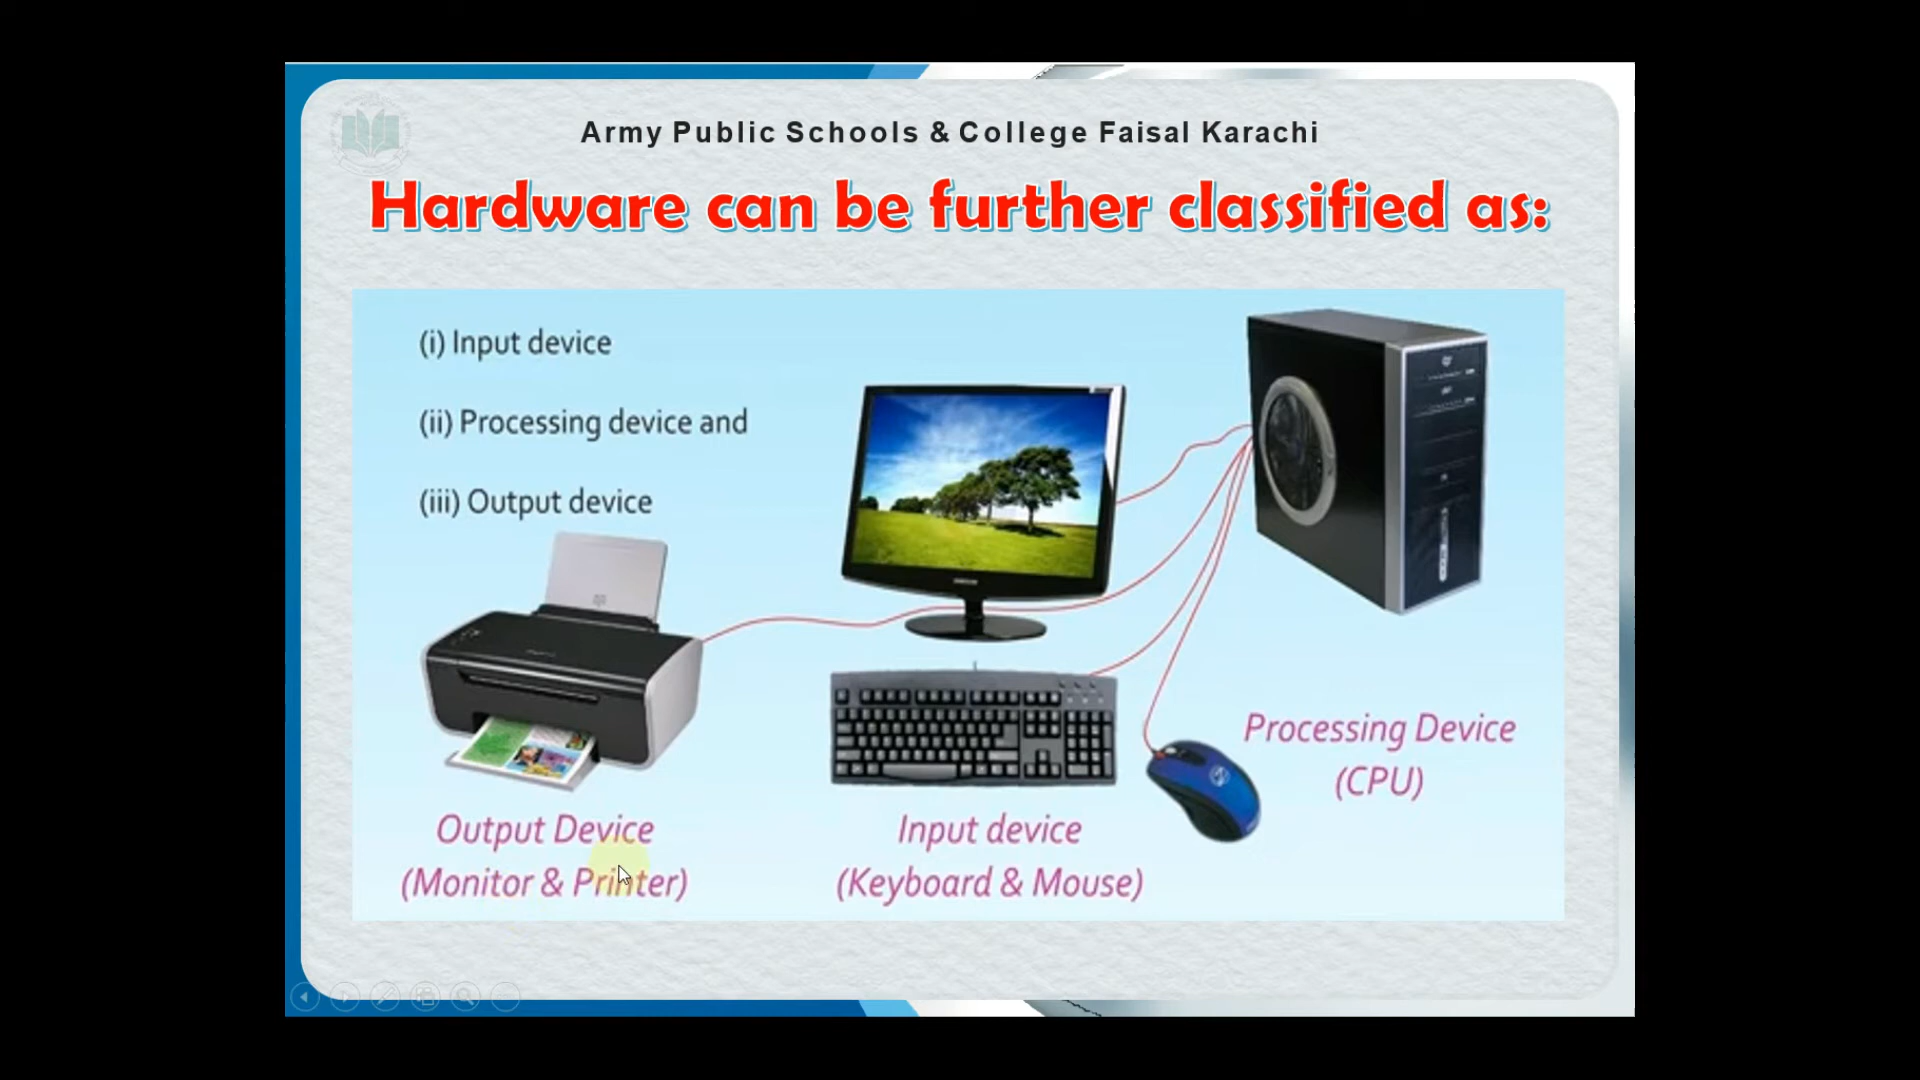 Army Public Schools & College Faisal Karachi
Hardware can be further classified as:
(i) Input device
(ii) Processing device and
(iii) Output device
Processing Device
(CPU)
Output Device
(Monitor & Printer)
Input device
(Keyboard & Mouse)